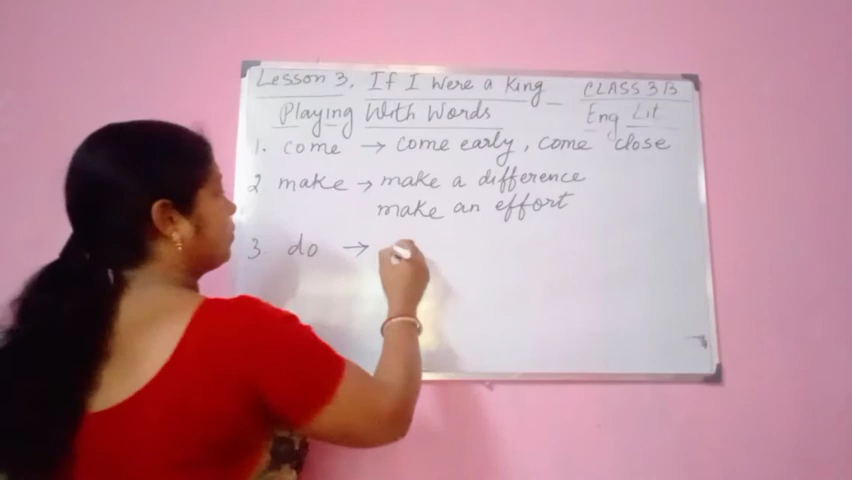 Lesson 3. If I Were a King CLASS 3 B
Playing With Words Eng Lit
1. come → come early, come close
2 make → make a difference
make an effort
3 do →